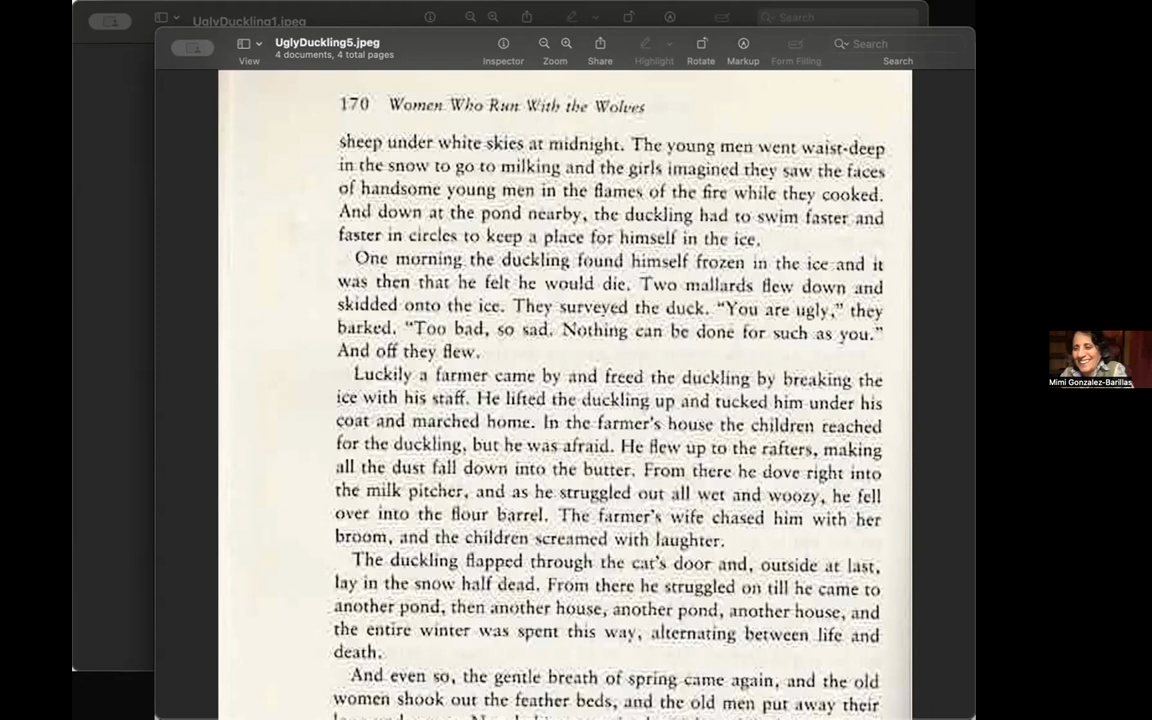 UglyDuckling1.jpeg
Search
UglyDuckling5.jpeg
4 documents, 4 total pages
View
Inspector
Zoom
Share
Highlight
Rotate
Markup
Form Filling
Search
Search
170 Women Who Run With the Wolves
sheep under white skies at midnight. The young men went waist-deep
in the snow to go to milking and the girls imagined they saw the faces
of handsome young men in the flames of the fire while they cooked.
And down at the pond nearby, the duckling had to swim faster and
faster in circles to keep a place for himself in the ice.
One morning the duckling found himself frozen in the ice and it
was then that he felt he would die. Two mallards flew down and
skidded onto the ice. They surveyed the duck. “You are ugly,” they
barked. “Too bad, so sad. Nothing can be done for such as you.”
And off they flew.
Luckily a farmer came by and freed the duckling by breaking the
ice with his staff. He lifted the duckling up and tucked him under his
coat and marched home. In the farmer's house the children reached
for the duckling, but he was afraid. He flew up to the rafters, making
all the dust fall down into the butter. From there he dove right into
the milk pitcher, and as he struggled out all wet and woozy, he fell
over into the flour barrel. The farmer's wife chased him with her
broom, and the children screamed with laughter.
The duckling flapped through the cat's door and, outside at last,
lay in the snow half dead. From there he struggled on till he came to
another pond, then another house, another pond, another house, and
the entire winter was spent this way, alternating between life and
death.
And even so, the gentle breath of spring came again, and the old
women shook out the feather beds, and the old men put away their
Mimi Gonzalez-Barillas